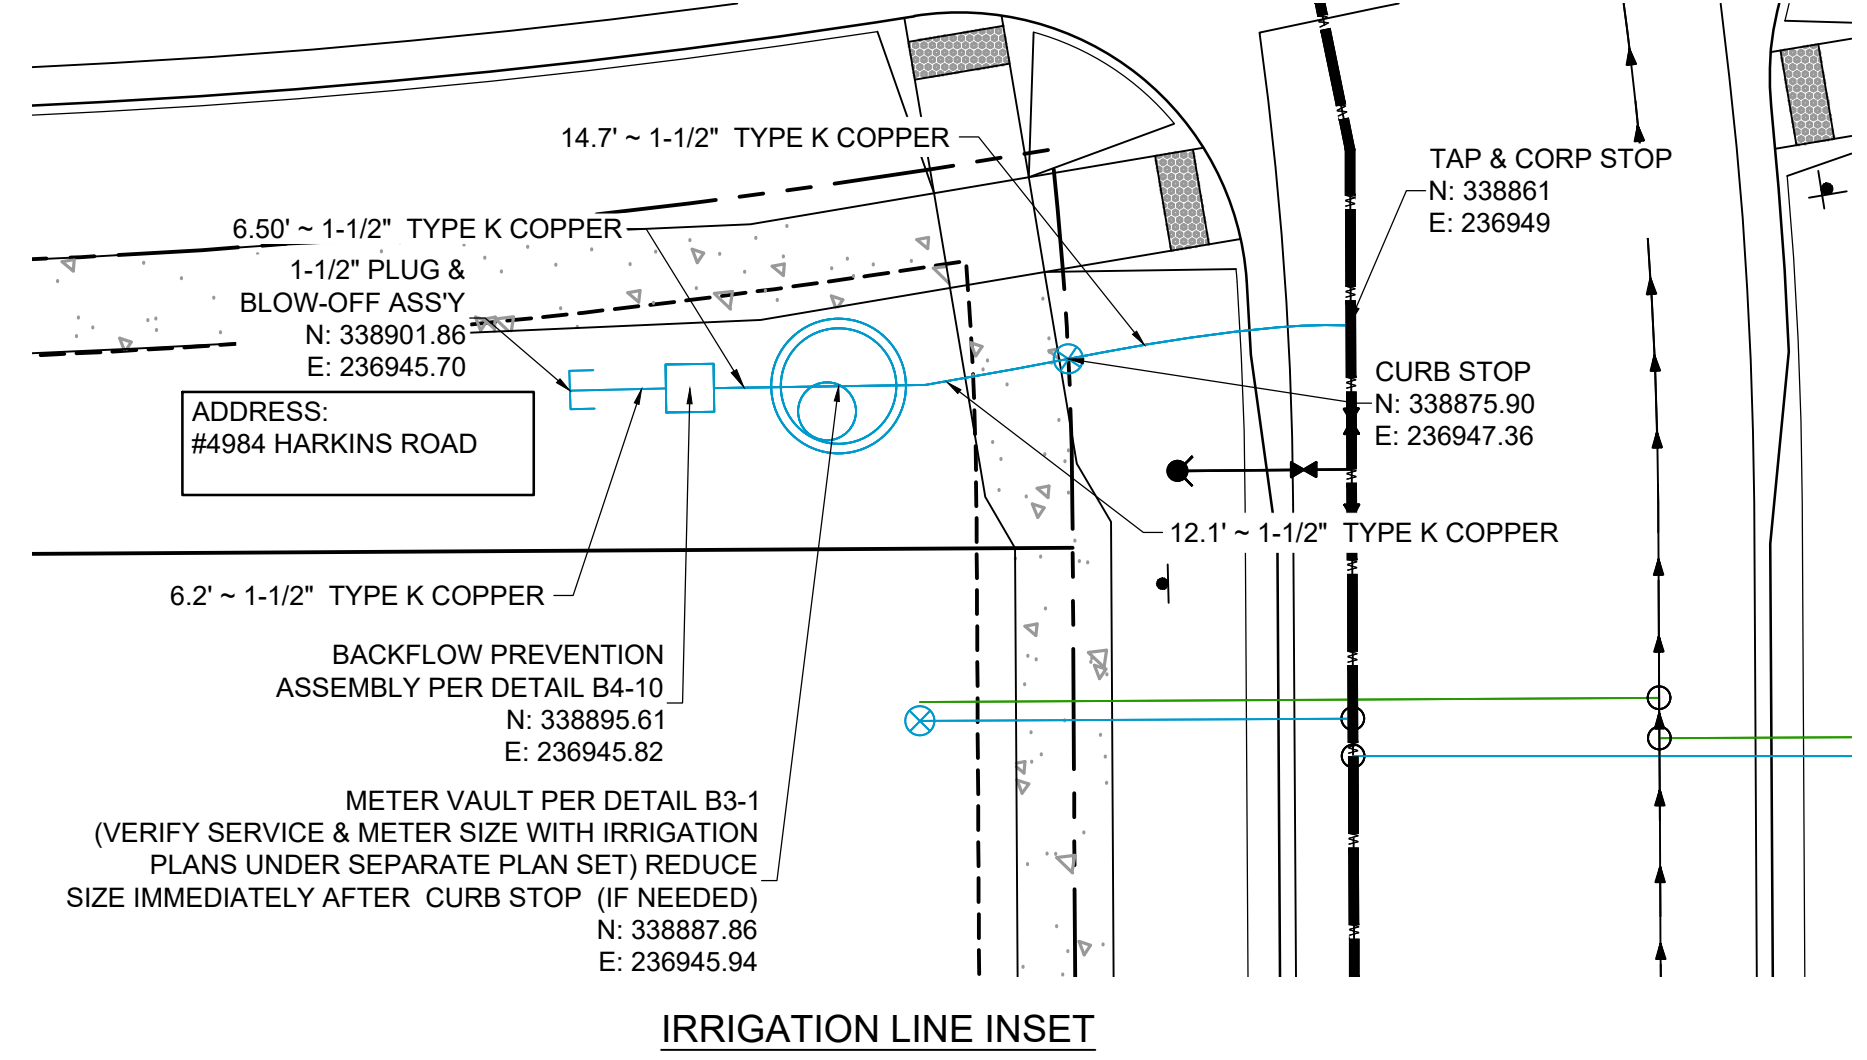 14.7' ~ 1-1/2" TYPE K COPPER
TAP & CORP STOP
N: 338861
E: 236949
6.50' ~ 1-1/2" TYPE K COPPER
1-1/2" PLUG &
BLOW-OFF ASS'Y
N: 338901.86
E: 236945.70
ADDRESS:
#4984 HARKINS ROAD
CURB STOP
N: 338875.90
E: 236947.36
12.1' ~ 1-1/2" TYPE K COPPER
6.2' ~ 1-1/2" TYPE K COPPER
BACKFLOW PREVENTION
ASSEMBLY PER DETAIL B4-10
N: 338895.61
E: 236945.82
METER VAULT PER DETAIL B3-1
(VERIFY SERVICE & METER SIZE WITH IRRIGATION
PLANS UNDER SEPARATE PLAN SET) REDUCE
SIZE IMMEDIATELY AFTER CURB STOP (IF NEEDED)
N: 338887.86
E: 236945.94
IRRIGATION LINE INSET